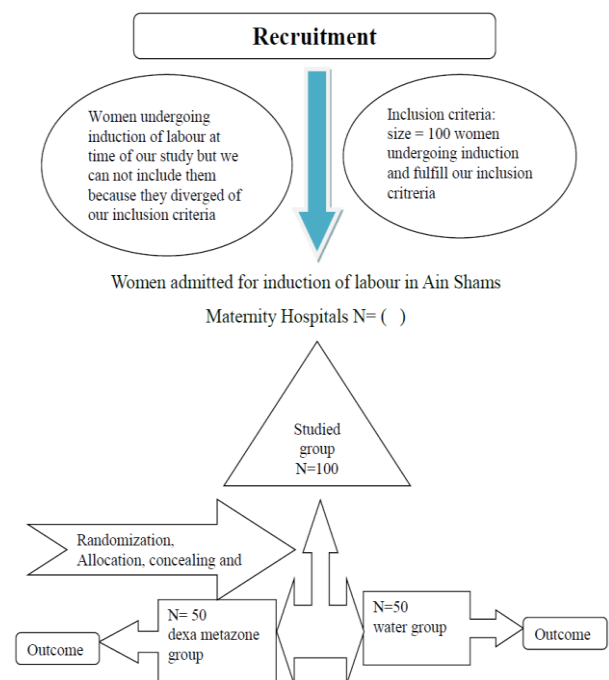 Recruitment
Women undergoing
induction of labour at
time of our study but we
can not include them
because they diverged of
our inclusion criteria
Inclusion criteria:
size = 100 women
undergoing induction
and fulfill our inclusion
critreria
Women admitted for induction of labour in Ain Shams
Maternity Hospitals N= ( )
Studied
group
N=100
Randomization,
Allocation, concealing and
N= 50
dexa metazone
group
N=50
water group
Outcome
Outcome